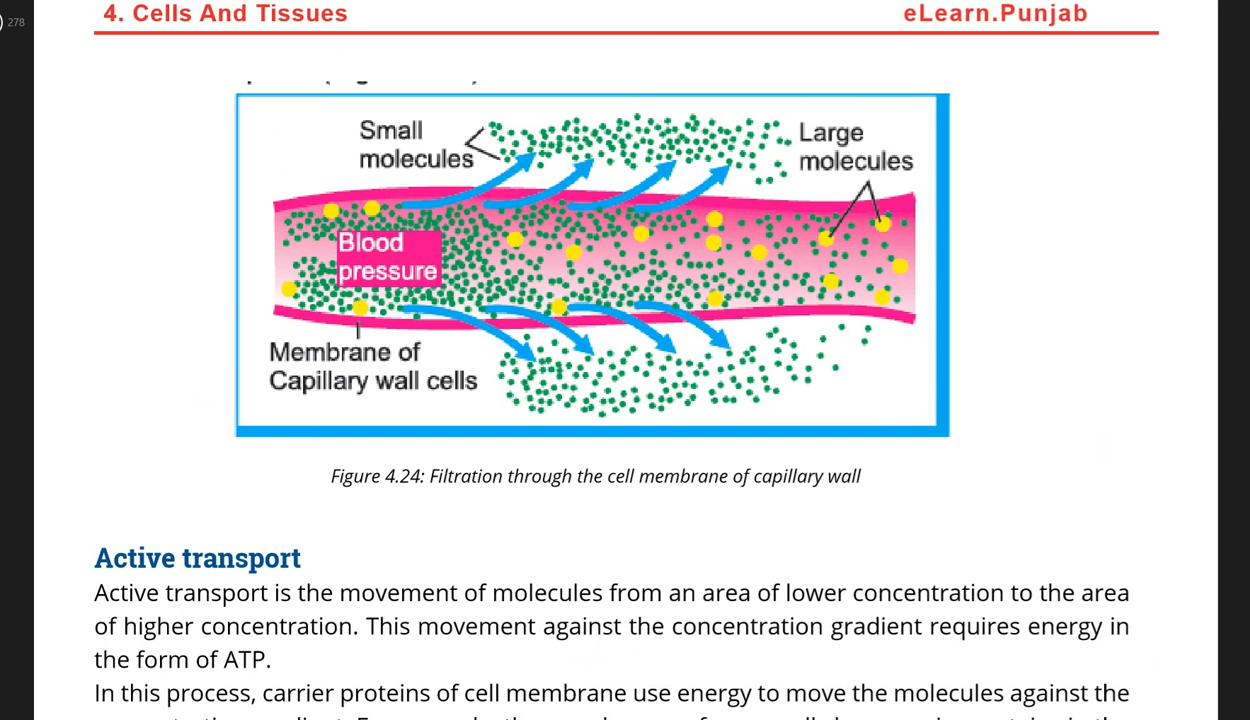 278
4. Cells And Tissues
eLearn.Punjab
Small
molecules
Large
molecules
Blood
pressure
Membrane of
Capillary wall cells
Figure 4.24: Filtration through the cell membrane of capillary wall
Active transport
Active transport is the movement of molecules from an area of lower concentration to the area
of higher concentration. This movement against the concentration gradient requires energy in
the form of ATP.
In this process, carrier proteins of cell membrane use energy to move the molecules against the